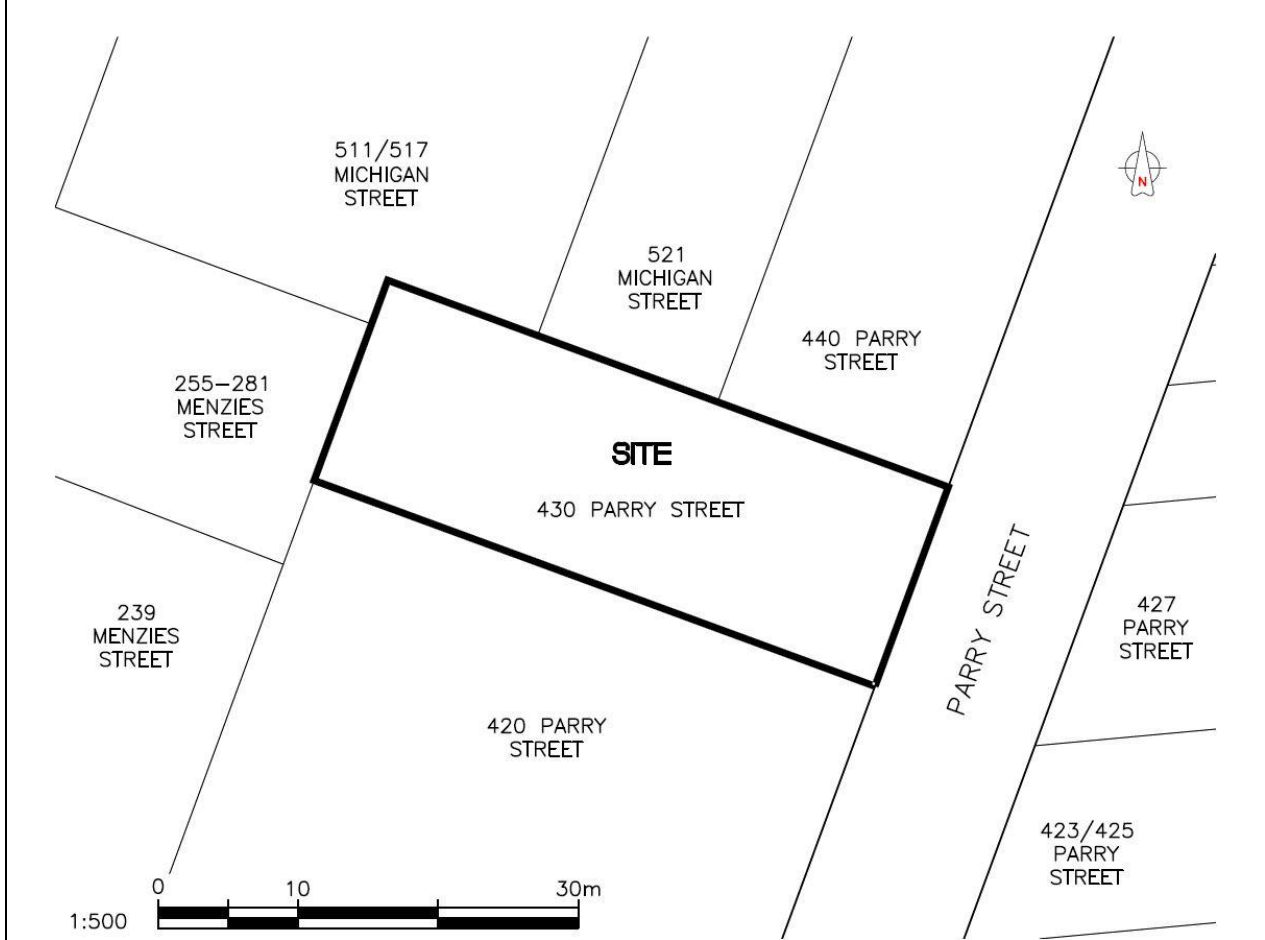 511/517
MICHIGAN
STREET
N
521
MICHIGAN
STREET
440 PARRY
STREET
255-281
MENZIES
STREET
SITE
430 PARRY STREET
PARRY STREET
239
MENZIES
STREET
427
PARRY
STREET
420 PARRY
STREET
423/425
PARRY
STREET
0 10 30m
1:500